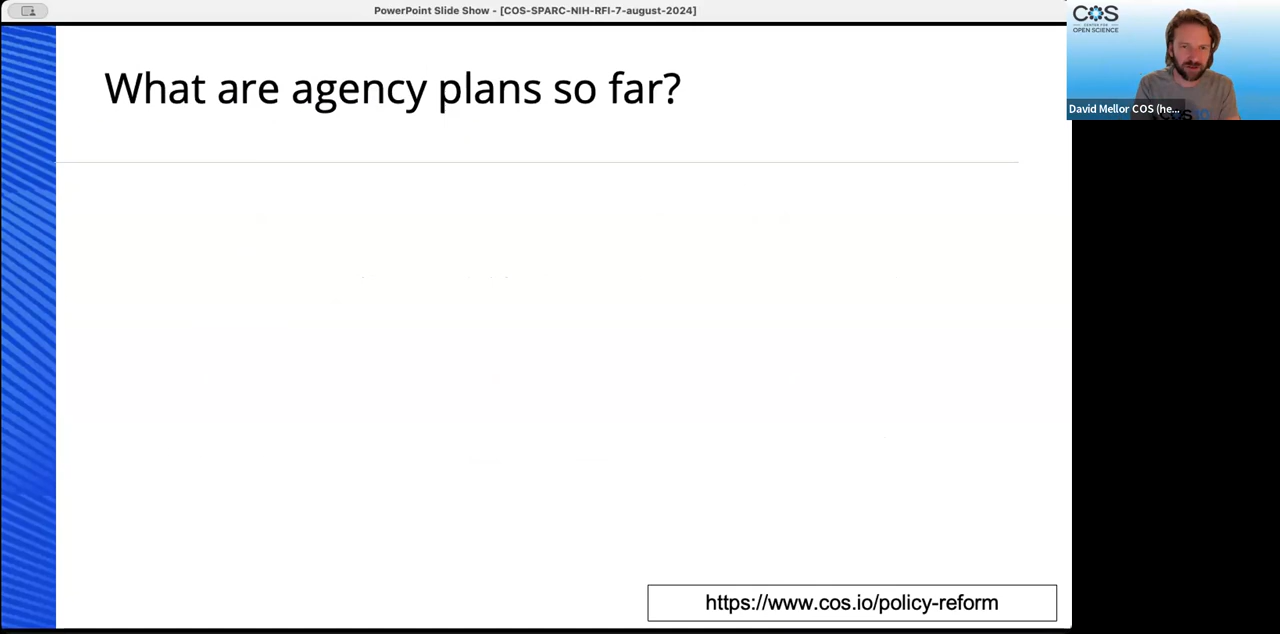 PowerPoint Slide Show - [COS-SPARC-NIH-RFI-7-august-2024]
COS
CENTER FOR
OPEN SCIENCE
What are agency plans so far?
David Mellor COS (he...
https://www.cos.io/policy-reform